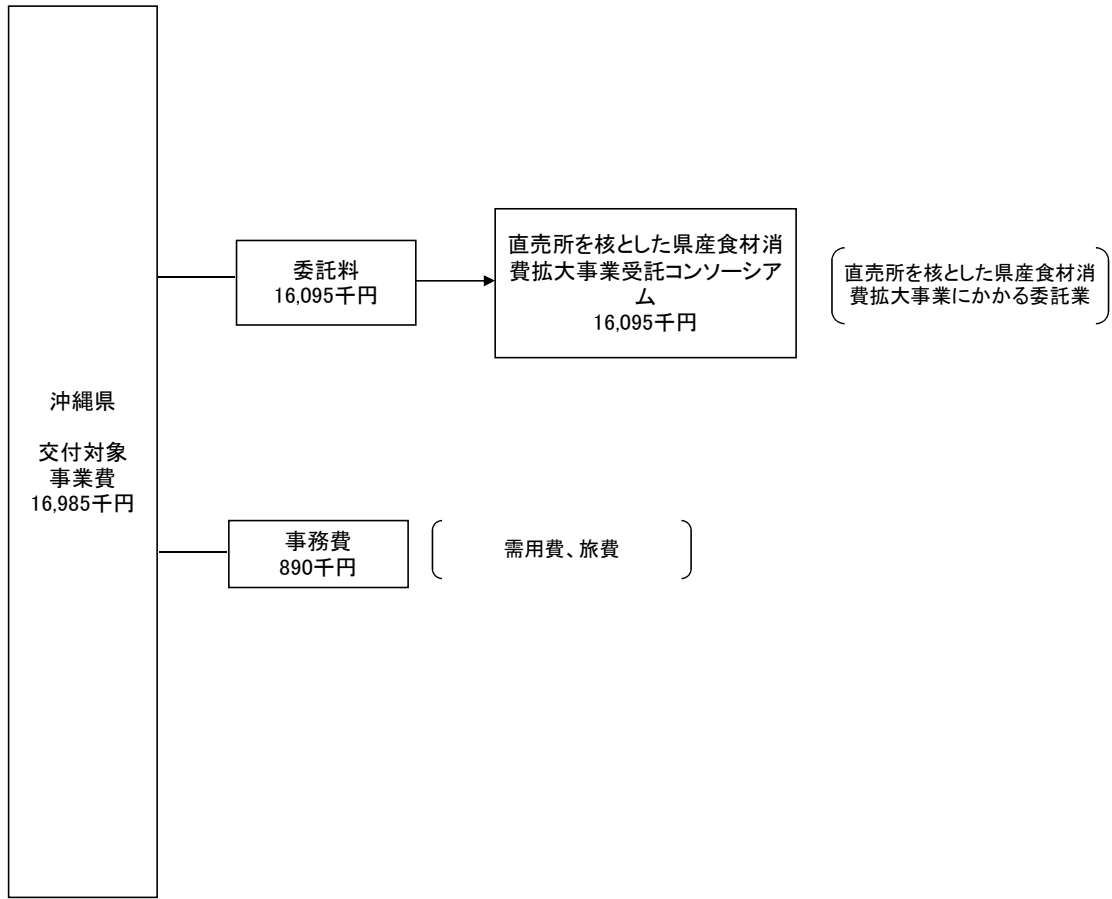 沖縄県
交付対象
事業費
16,985千円
委託料
16,095千円
直売所を核とした県産食材消
費拡大事業受託コンソーシア
ム
16,095千円
直売所を核とした県産食材消
費拡大事業にかかる委託業
事務費
890千円
需用費、旅費